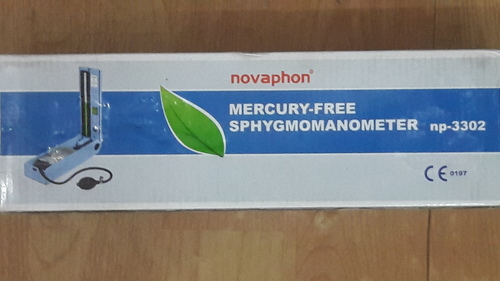 novaphon®
MERCURY-FREE
SPHYGMOMANOMETER np-3302
CE 0197